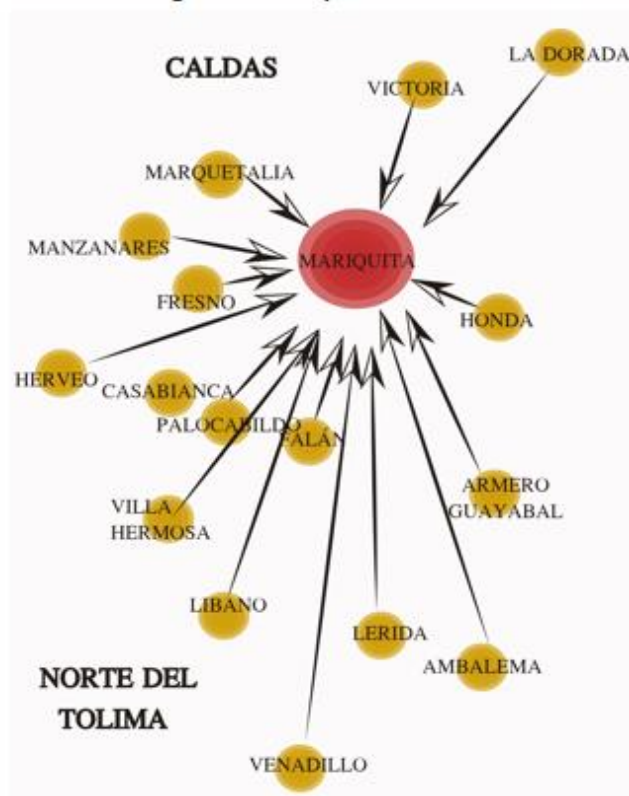 LA DORADA
CALDAS
VICTORIA
MARQUETALIA
MANZANARES
MARIQUITA
FRESNO
HONDA
HERVEO
CASABIANCA
PALOCABILDO
FALÁN
ARMERO
GUAYABAL
VILLA
HERMOSA
LIBANO
LERIDA
AMBALEMA
NORTE DEL
TOLIMA
VENADILLO